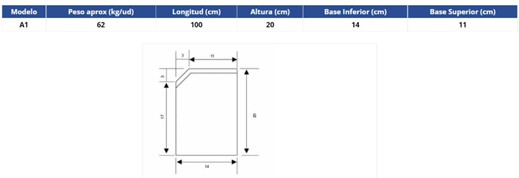 Modelo Peso aprox (kg/ud) Longitud (cm) Altura (cm) Base Inferior (cm) Base Superior (cm)
A1 62 100 20 14 11
3 11
3
17 20
14